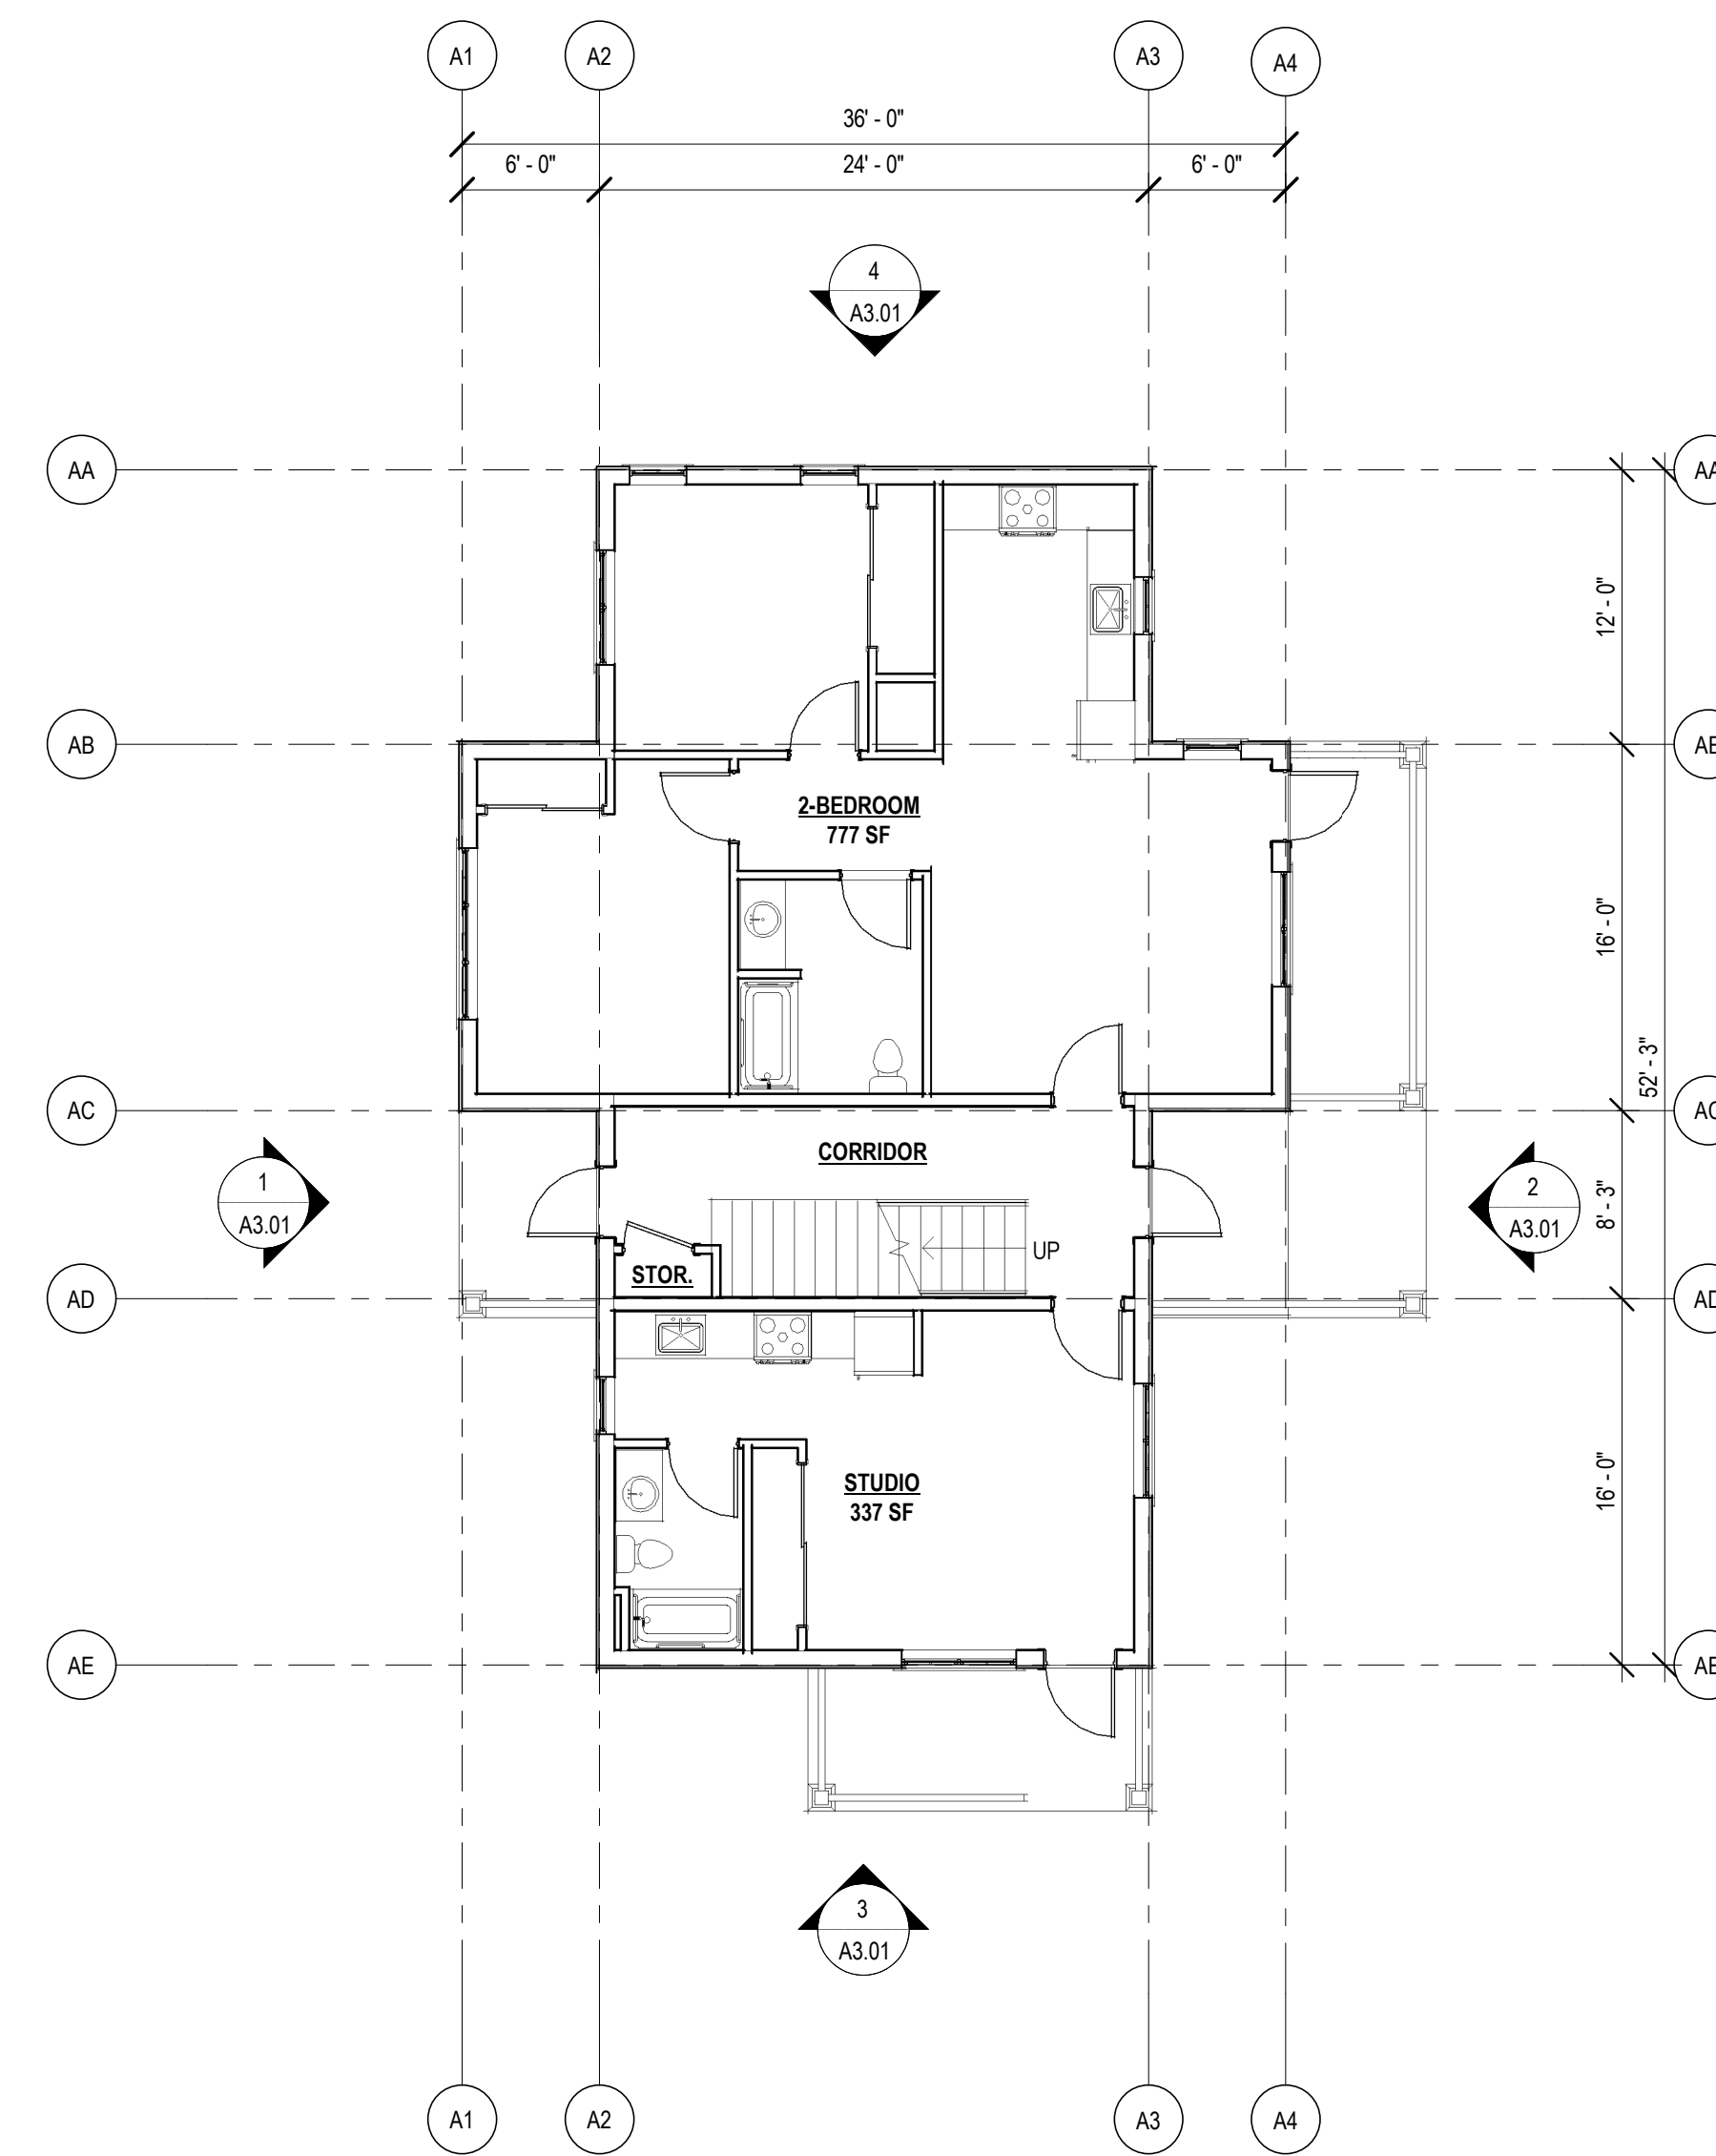 A1
A2
A3
A4
36' - 0"
6' - 0"
24' - 0"
6' - 0"
4
A3.01
AA
AA
12' - 0"
AB
2-BEDROOM
777 SF
16' - 0"
52' - 3"
AC
CORRIDOR
1
A3.01
2
A3.01
8' - 3"
UP
STOR.
AD
STUDIO
337 SF
16' - 0"
AE
3
A3.01
A1
A2
A3
A4